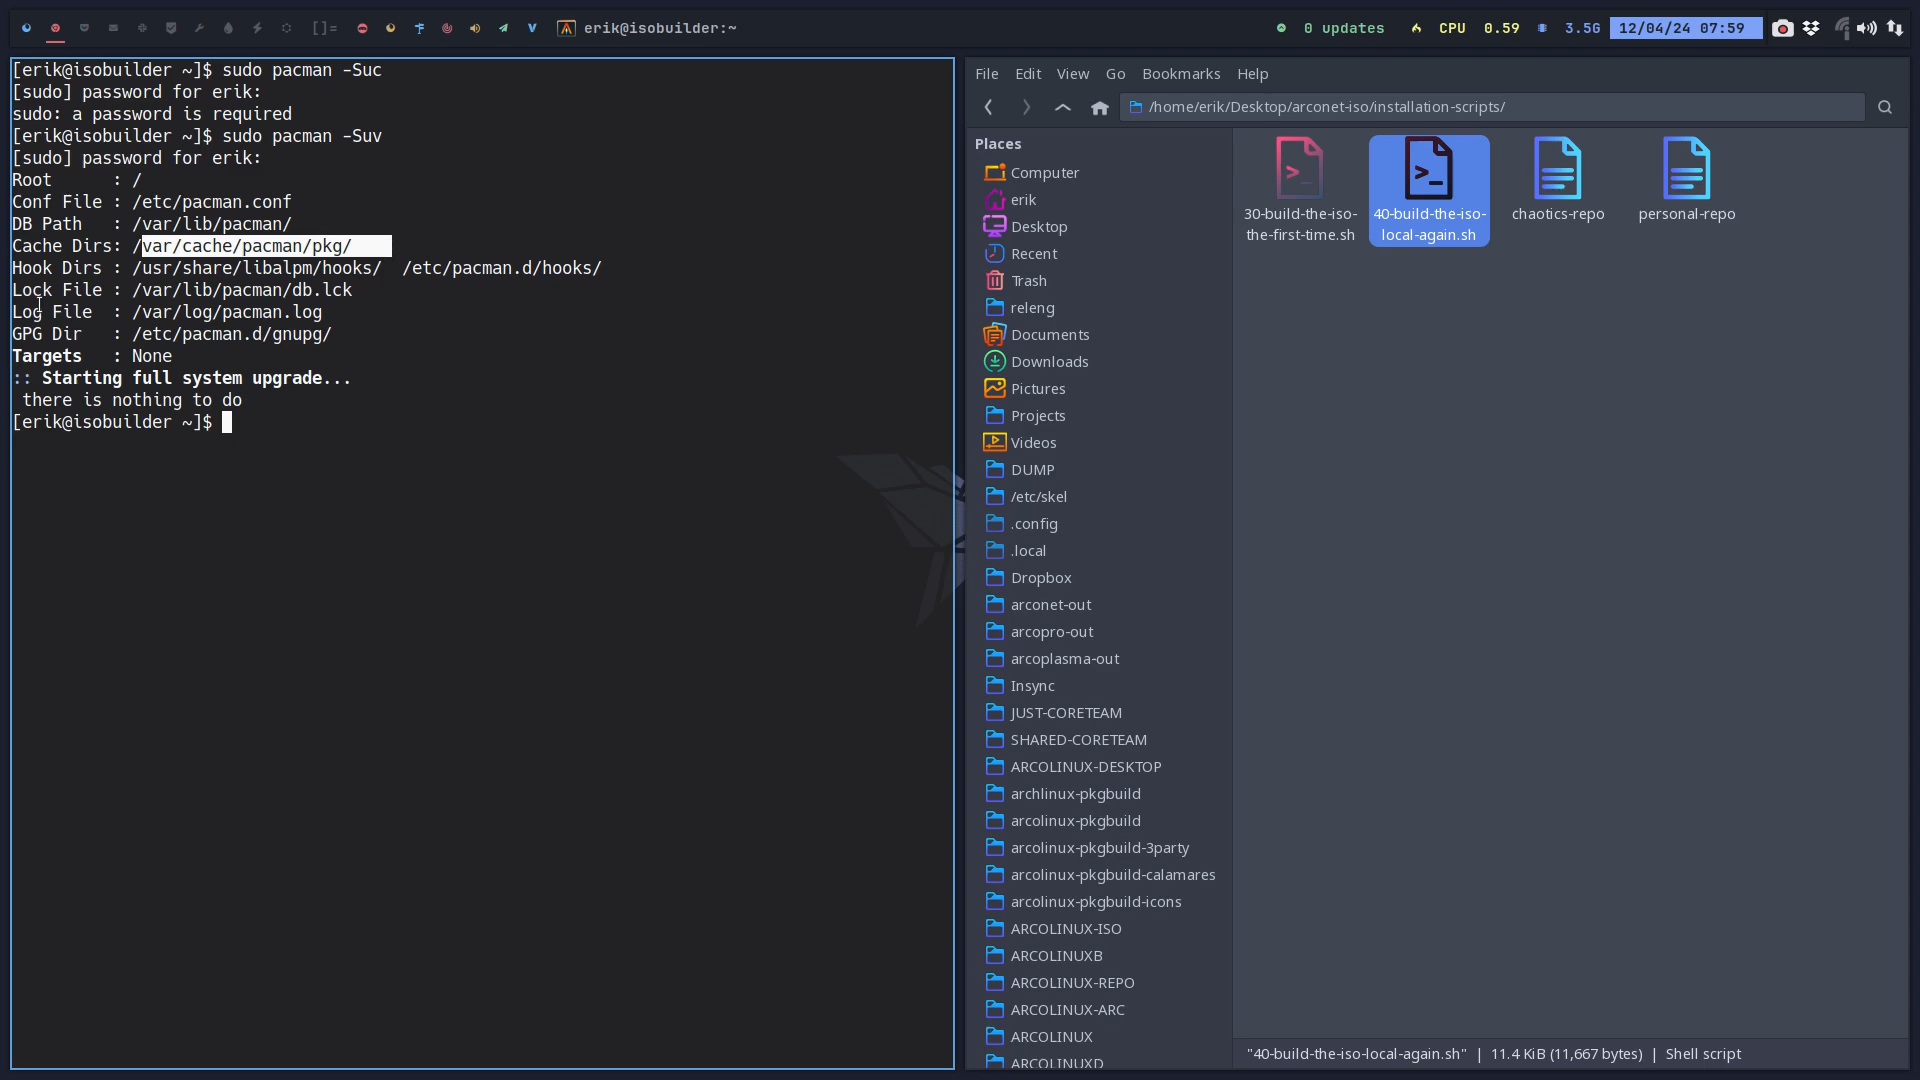 []=
erik@isobuilder:~
0 updates
CPU 0.59
3.5G
12/04/24 07:59
[erik@isobuilder ~]$ sudo pacman -Suc
[sudo] password for erik:
sudo: a password is required
[erik@isobuilder ~]$ sudo pacman -Suv
[sudo] password for erik:
Root      : /
Conf File : /etc/pacman.conf
DB Path   : /var/lib/pacman/
Cache Dirs: /var/cache/pacman/pkg/
Hook Dirs : /usr/share/libalpm/hooks/  /etc/pacman.d/hooks/
Lock File : /var/lib/pacman/db.lck
Log File  : /var/log/pacman.log
GPG Dir   : /etc/pacman.d/gnupg/
Targets   : None
:: Starting full system upgrade...
 there is nothing to do
[erik@isobuilder ~]$
File Edit View Go Bookmarks Help
/home/erik/Desktop/arconet-iso/installation-scripts/
Places
Computer
erik
Desktop
Recent
Trash
releng
Documents
Downloads
Pictures
Projects
Videos
DUMP
/etc/skel
.config
.local
Dropbox
arconet-out
arcopro-out
arcoplasma-out
Insync
JUST-CORETEAM
SHARED-CORETEAM
ARCOLINUX-DESKTOP
archlinux-pkgbuild
arcolinux-pkgbuild
arcolinux-pkgbuild-3party
arcolinux-pkgbuild-calamares
arcolinux-pkgbuild-icons
ARCOLINUX-ISO
ARCOLINUXB
ARCOLINUX-REPO
ARCOLINUX-ARC
ARCOLINUX
ARCOLINUXD
30-build-the-iso-
the-first-time.sh
40-build-the-iso-
local-again.sh
chaotics-repo
personal-repo
"40-build-the-iso-local-again.sh" | 11.4 KiB (11,667 bytes) | Shell script